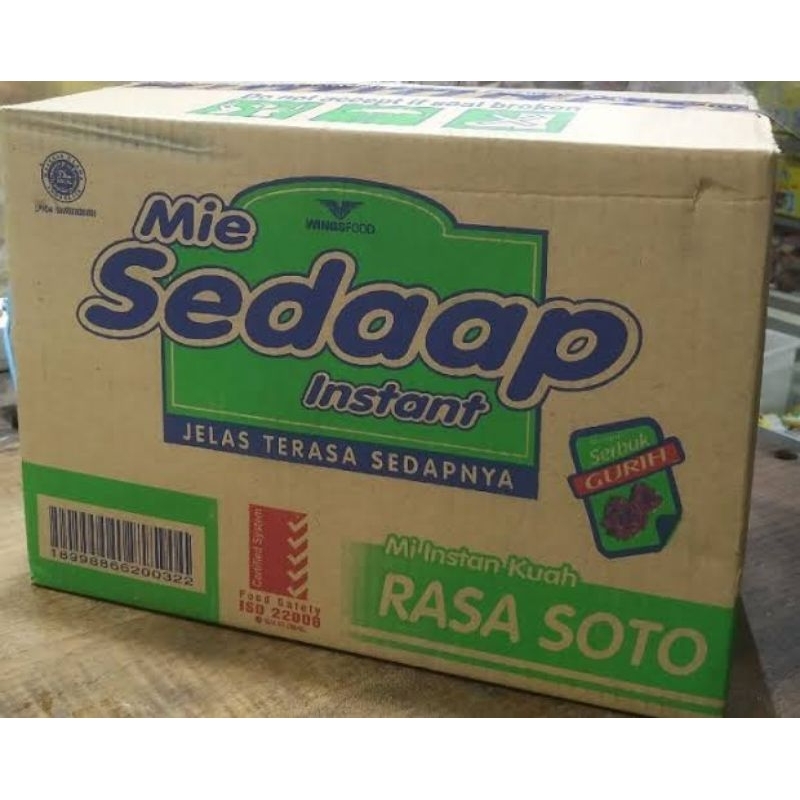 Do not accept if seal broken
WINGSFOOD
Mie
Sedaap
Instant
JELAS TERASA SEDAPNYA
Serbuk
GURIH
18998866200322
Certified System
Food Safety
ISO 22000
Mi Instan Kuah
RASA SOTO